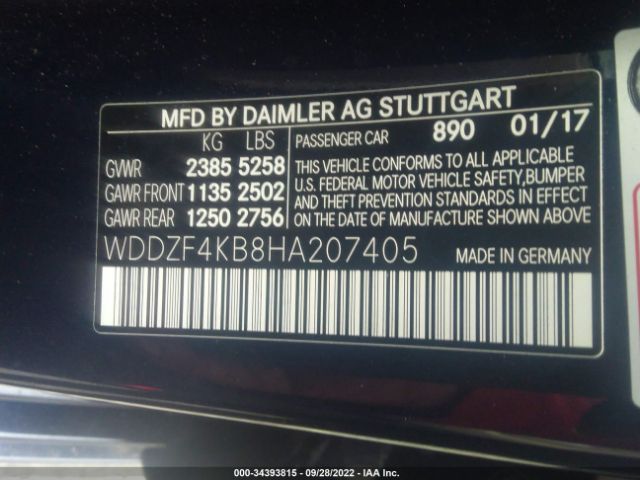 MFD BY DAIMLER AG STUTTGART
KG LBS PASSENGER CAR 890 01/17
GVWR 2385 5258 THIS VEHICLE CONFORMS TO ALL APPLICABLE
GAWR FRONT 1135 2502 U.S. FEDERAL MOTOR VEHICLE SAFETY,BUMPER
AND THEFT PREVENTION STANDARDS IN EFFECT
GAWR REAR 1250 2756 ON THE DATE OF MANUFACTURE SHOWN ABOVE
WDDZF4KB8HA207405 MADE IN GERMANY
000-34393815 - 09/28/2022 - IAA Inc.